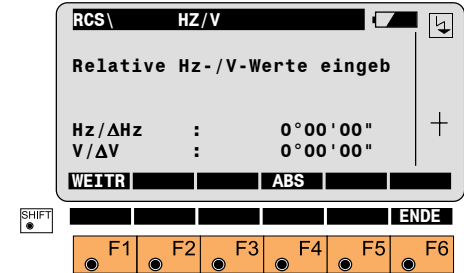 RCS\ HZ/V
Relative Hz-/V-Werte eingeb
Hz/ΔHz : 0°00'00"
V/ΔV : 0°00'00"
WEITR ABS
SHIFT ENDE
F1 F2 F3 F4 F5 F6